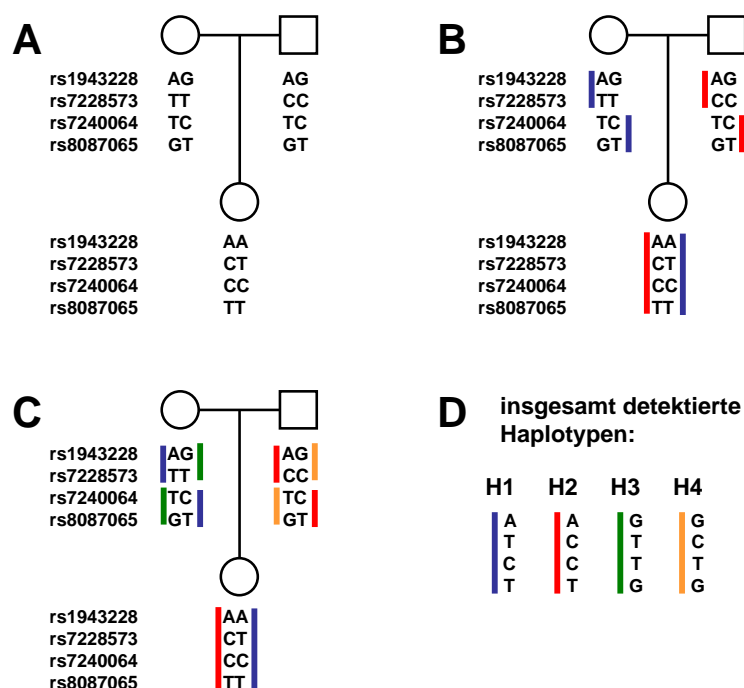 A
rs1943228 AG AG
rs7228573 TT CC
rs7240064 TC TC
rs8087065 GT GT
rs1943228 AA
rs7228573 CT
rs7240064 CC
rs8087065 TT
B
rs1943228 AG AG
rs7228573 TT CC
rs7240064 TC TC
rs8087065 GT GT
rs1943228 AA
rs7228573 CT
rs7240064 CC
rs8087065 TT
C
rs1943228 AG AG
rs7228573 TT CC
rs7240064 TC TC
rs8087065 GT GT
rs1943228 AA
rs7228573 CT
rs7240064 CC
rs8087065 TT
D
insgesamt detektierte
Haplotypen:
H1 H2 H3 H4
A A G G
T C T C
C C T T
T T G G